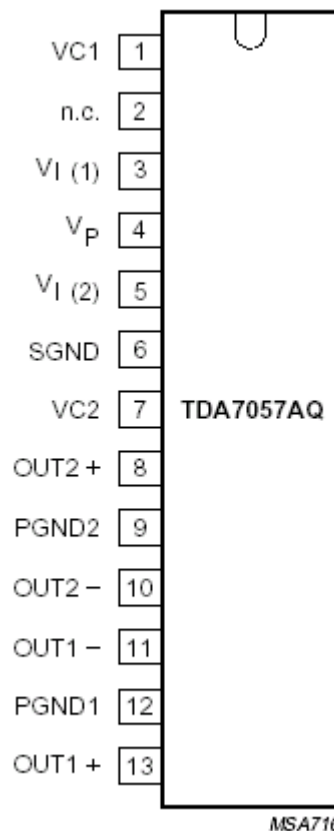 VC1 1
n.c. 2
VI (1) 3
VP 4
VI (2) 5
SGND 6
VC2 7 TDA7057AQ
OUT2 + 8
PGND2 9
OUT2 − 10
OUT1 − 11
PGND1 12
OUT1 + 13
MSA716